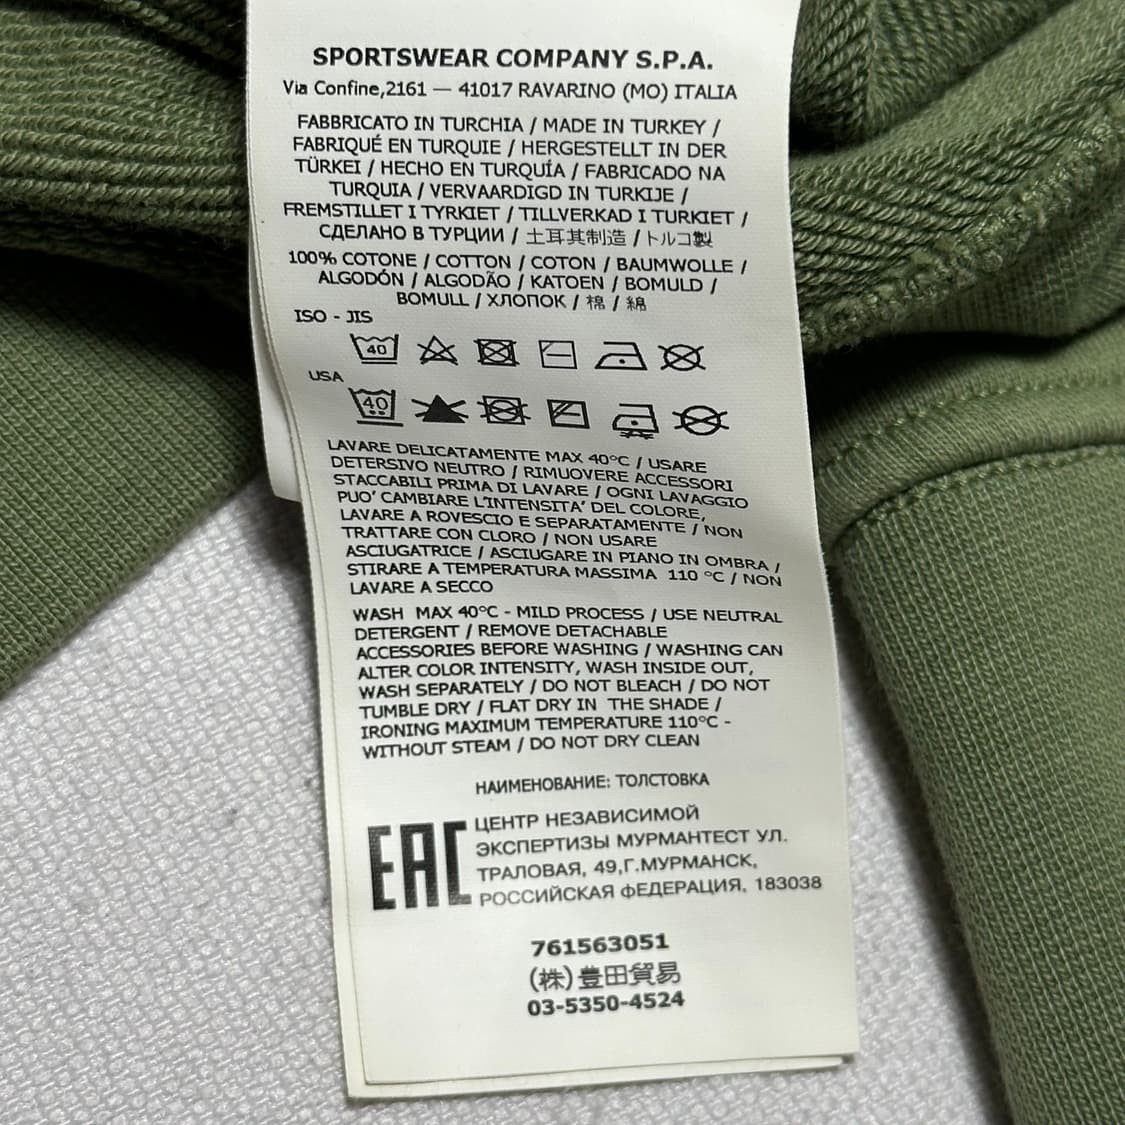 SPORTSWEAR COMPANY S.P.A.
Via Confine,2161 — 41017 RAVARINO (MO) ITALIA
FABBRICATO IN TURCHIA / MADE IN TURKEY /
FABRIQUÉ EN TURQUIE / HERGESTELLT IN DER
TÜRKEI / HECHO EN TURQUÍA / FABRICADO NA
TURQUIA / VERVAARDIGD IN TURKIJE /
FREMSTILLET I TYRKIET / TILLVERKAD I TURKIET /
СДЕЛАНО В ТУРЦИИ / 土耳其制造 / トルコ製
100% COTONE / COTTON / COTON / BAUMWOLLE /
ALGODÓN / ALGODÃO / KATOEN / BOMULD /
BOMULL / ХЛОПОК / 棉 / 綿
ISO - JIS
40
USA
40
LAVARE DELICATAMENTE MAX 40°C / USARE
DETERSIVO NEUTRO / RIMUOVERE ACCESSORI
STACCABILI PRIMA DI LAVARE / OGNI LAVAGGIO
PUO' CAMBIARE L'INTENSITA' DEL COLORE,
LAVARE A ROVESCIO E SEPARATAMENTE / NON
TRATTARE CON CLORO / NON USARE
ASCIUGATRICE / ASCIUGARE IN PIANO IN OMBRA /
STIRARE A TEMPERATURA MASSIMA 110 °C / NON
LAVARE A SECCO
WASH MAX 40°C - MILD PROCESS / USE NEUTRAL
DETERGENT / REMOVE DETACHABLE
ACCESSORIES BEFORE WASHING / WASHING CAN
ALTER COLOR INTENSITY, WASH INSIDE OUT,
WASH SEPARATELY / DO NOT BLEACH / DO NOT
TUMBLE DRY / FLAT DRY IN THE SHADE /
IRONING MAXIMUM TEMPERATURE 110°C -
WITHOUT STEAM / DO NOT DRY CLEAN
НАИМЕНОВАНИЕ: ТОЛСТОВКА
EAC
ЦЕНТР НЕЗАВИСИМОЙ
ЭКСПЕРТИЗЫ МУРМАНТЕСТ УЛ.
ТРАЛОВАЯ, 49,Г.МУРМАНСК,
РОССИЙСКАЯ ФЕДЕРАЦИЯ, 183038
761563051
(株)豊田貿易
03-5350-4524